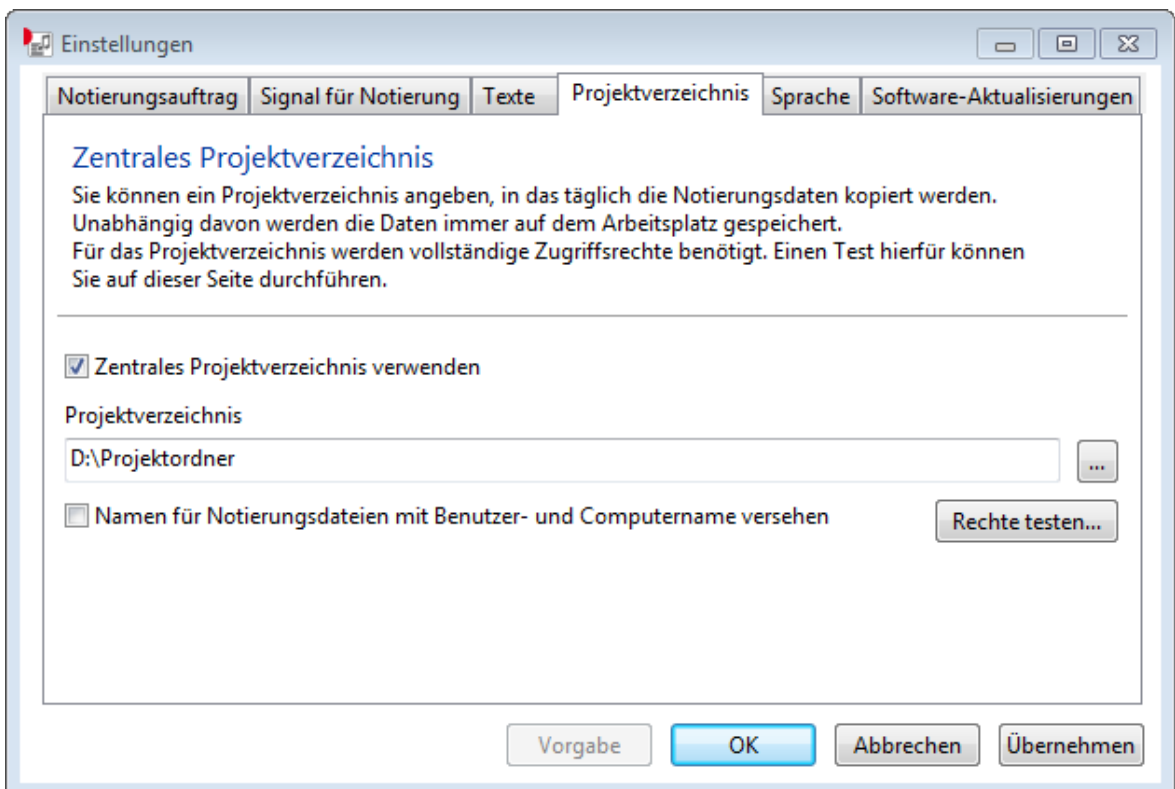 Einstellungen
Notierungsauftrag Signal für Notierung Texte Projektverzeichnis Sprache Software-Aktualisierungen
Zentrales Projektverzeichnis
Sie können ein Projektverzeichnis angeben, in das täglich die Notierungsdaten kopiert werden.
Unabhängig davon werden die Daten immer auf dem Arbeitsplatz gespeichert.
Für das Projektverzeichnis werden vollständige Zugriffsrechte benötigt. Einen Test hierfür können
Sie auf dieser Seite durchführen.
Zentrales Projektverzeichnis verwenden
Projektverzeichnis
D:\Projektordner
...
Namen für Notierungsdateien mit Benutzer- und Computername versehen
Rechte testen...
Vorgabe OK Abbrechen Übernehmen